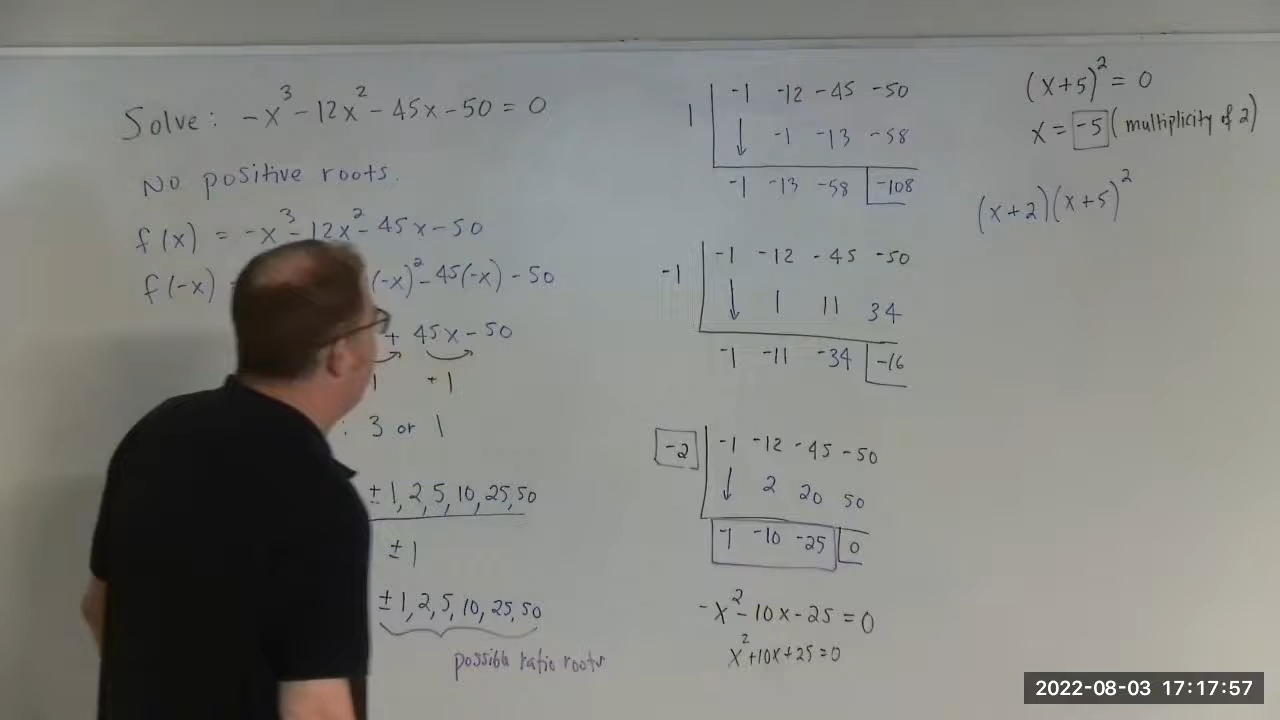 Solve: -x³ - 12x² - 45x - 50 = 0
No positive roots.
f(x) = -x³ - 12x² - 45x - 50
f(-x) = (-x)² - 45(-x) - 50
+ 45x - 50
1 +1
: 3 or 1
± 1, 2, 5, 10, 25, 50
± 1
± 1, 2, 5, 10, 25, 50
possible ratio roots
1 | -1 -12 -45 -50
↓ -1 -13 -58
-1 -13 -58 -108
-1 | -1 -12 -45 -50
↓ 1 11 34
-1 -11 -34 -16
-2 | -1 -12 -45 -50
↓ 2 20 50
-1 -10 -25 0
-x² - 10x - 25 = 0
x² + 10x + 25 = 0
(x+5)² = 0
x = -5 (multiplicity of 2)
(x+2)(x+5)²
2022-08-03 17:17:57